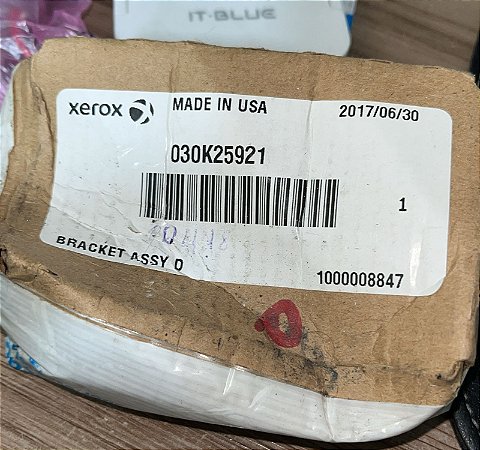 IT-BLUE
xerox MADE IN USA 2017/06/30
030K25921
1
BRACKET ASSY 0
1000008847